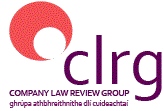 clrg
COMPANY LAW REVIEW GROUP
ghrúpa athbhreithnithe dlí cuideachtaí